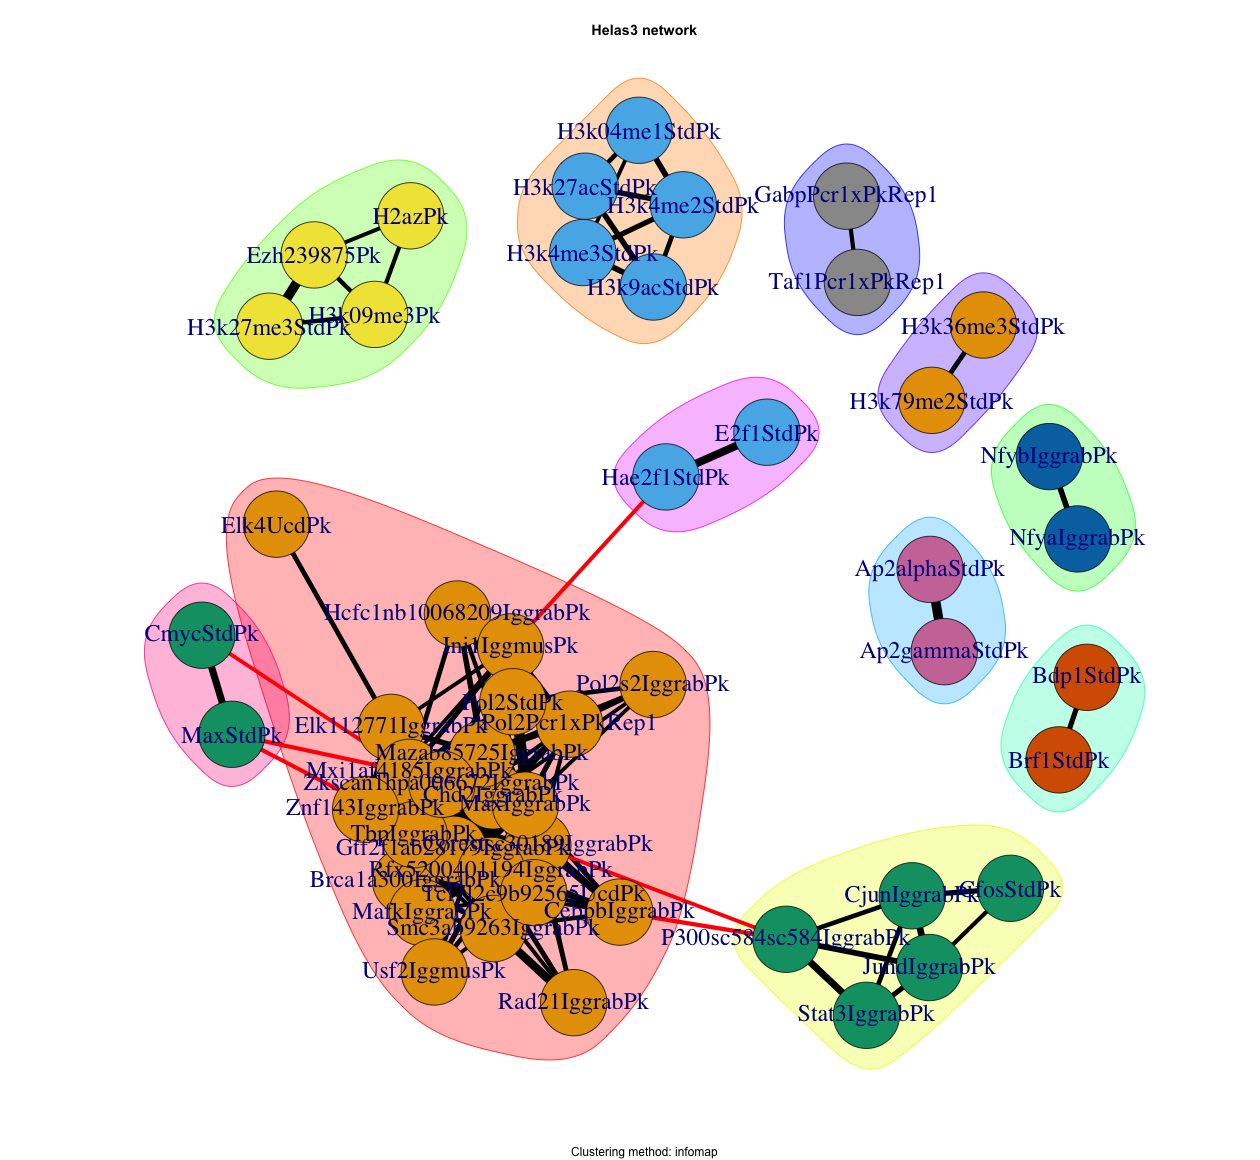 Helas3 network
H3k04me1StdPk
H3k27acStdPk
H3k4me2StdPk
H3k4me3StdPk
H3k9acStdPk
GabpPcr1xPkRep1
Taf1Pcr1xPkRep1
H2azPk
Ezh239875Pk
H3k09me3Pk
H3k27me3StdPk
H3k36me3StdPk
H3k79me2StdPk
E2f1StdPk
Hae2f1StdPk
NfybIggrabPk
NfyaIggrabPk
Elk4UcdPk
Ap2alphaStdPk
Ap2gammaStdPk
Hcfc1nb10068209IggrabPk
Ini1IggmusPk
CmycStdPk
MaxStdPk
Pol2s2IggrabPk
Pol2StdPk
Pol2Pcr1xPkRep1
Elk112771IggrabPk
Bdp1StdPk
Brf1StdPk
Mazab85725IggrabPk
Mxi1af4185IggrabPk
Zkscan1hpa006672IggrabPk
Chd2IggrabPk
MaxIggrabPk
Znf143IggrabPk
TbpIggrabPk
Corestsc30189IggrabPk
Gtf2f1ab28179IggrabPk
Rfx5200401194IggrabPk
Brca1a300IggrabPk
Tcf7l2c9b92565UcdPk
MafkIggrabPk
CebpbIggrabPk
Smc3ab9263IggrabPk
Usf2IggmusPk
Rad21IggrabPk
CjunIggrabPk
CfosStdPk
P300sc584sc584IggrabPk
JundIggrabPk
Stat3IggrabPk
Clustering method: infomap